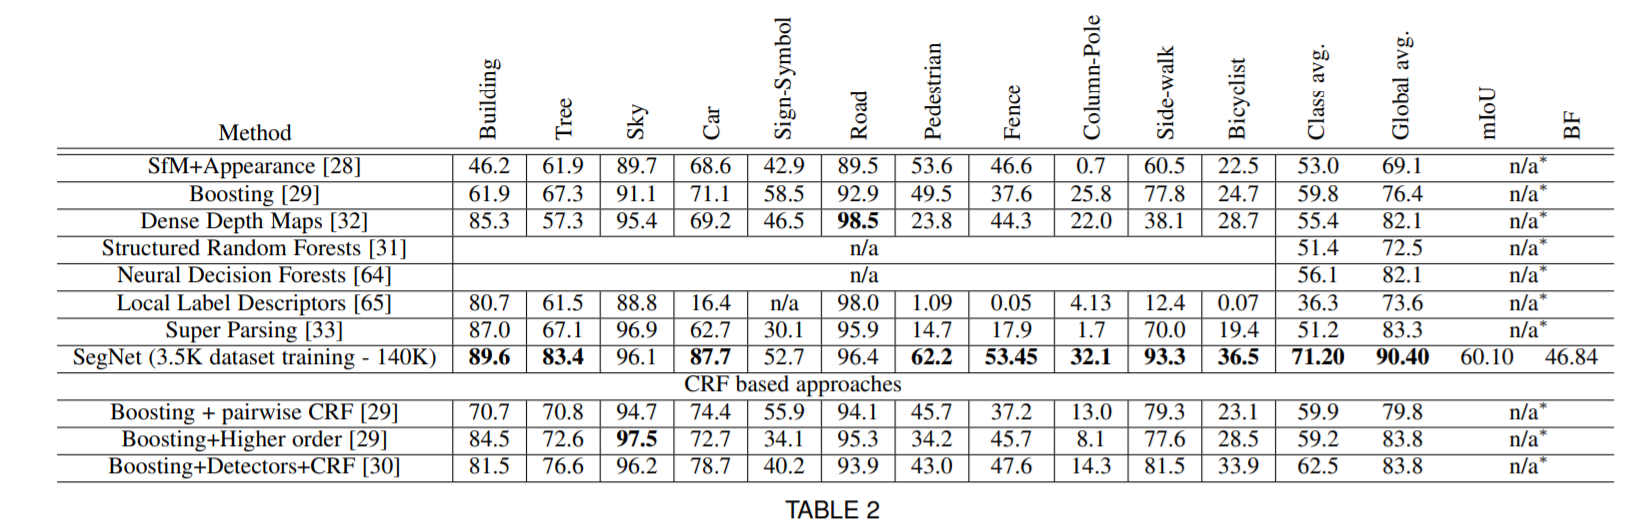 Method Building Tree Sky Car Sign-Symbol Road Pedestrian Fence Column-Pole Side-walk Bicyclist Class avg. Global avg. mIoU BF
SfM+Appearance [28] 46.2 61.9 89.7 68.6 42.9 89.5 53.6 46.6 0.7 60.5 22.5 53.0 69.1 n/a*
Boosting [29] 61.9 67.3 91.1 71.1 58.5 92.9 49.5 37.6 25.8 77.8 24.7 59.8 76.4 n/a*
Dense Depth Maps [32] 85.3 57.3 95.4 69.2 46.5 98.5 23.8 44.3 22.0 38.1 28.7 55.4 82.1 n/a*
Structured Random Forests [31] n/a 51.4 72.5 n/a*
Neural Decision Forests [64] n/a 56.1 82.1 n/a*
Local Label Descriptors [65] 80.7 61.5 88.8 16.4 n/a 98.0 1.09 0.05 4.13 12.4 0.07 36.3 73.6 n/a*
Super Parsing [33] 87.0 67.1 96.9 62.7 30.1 95.9 14.7 17.9 1.7 70.0 19.4 51.2 83.3 n/a*
SegNet (3.5K dataset training - 140K) 89.6 83.4 96.1 87.7 52.7 96.4 62.2 53.45 32.1 93.3 36.5 71.20 90.40 60.10 46.84
CRF based approaches
Boosting + pairwise CRF [29] 70.7 70.8 94.7 74.4 55.9 94.1 45.7 37.2 13.0 79.3 23.1 59.9 79.8 n/a*
Boosting+Higher order [29] 84.5 72.6 97.5 72.7 34.1 95.3 34.2 45.7 8.1 77.6 28.5 59.2 83.8 n/a*
Boosting+Detectors+CRF [30] 81.5 76.6 96.2 78.7 40.2 93.9 43.0 47.6 14.3 81.5 33.9 62.5 83.8 n/a*
TABLE 2